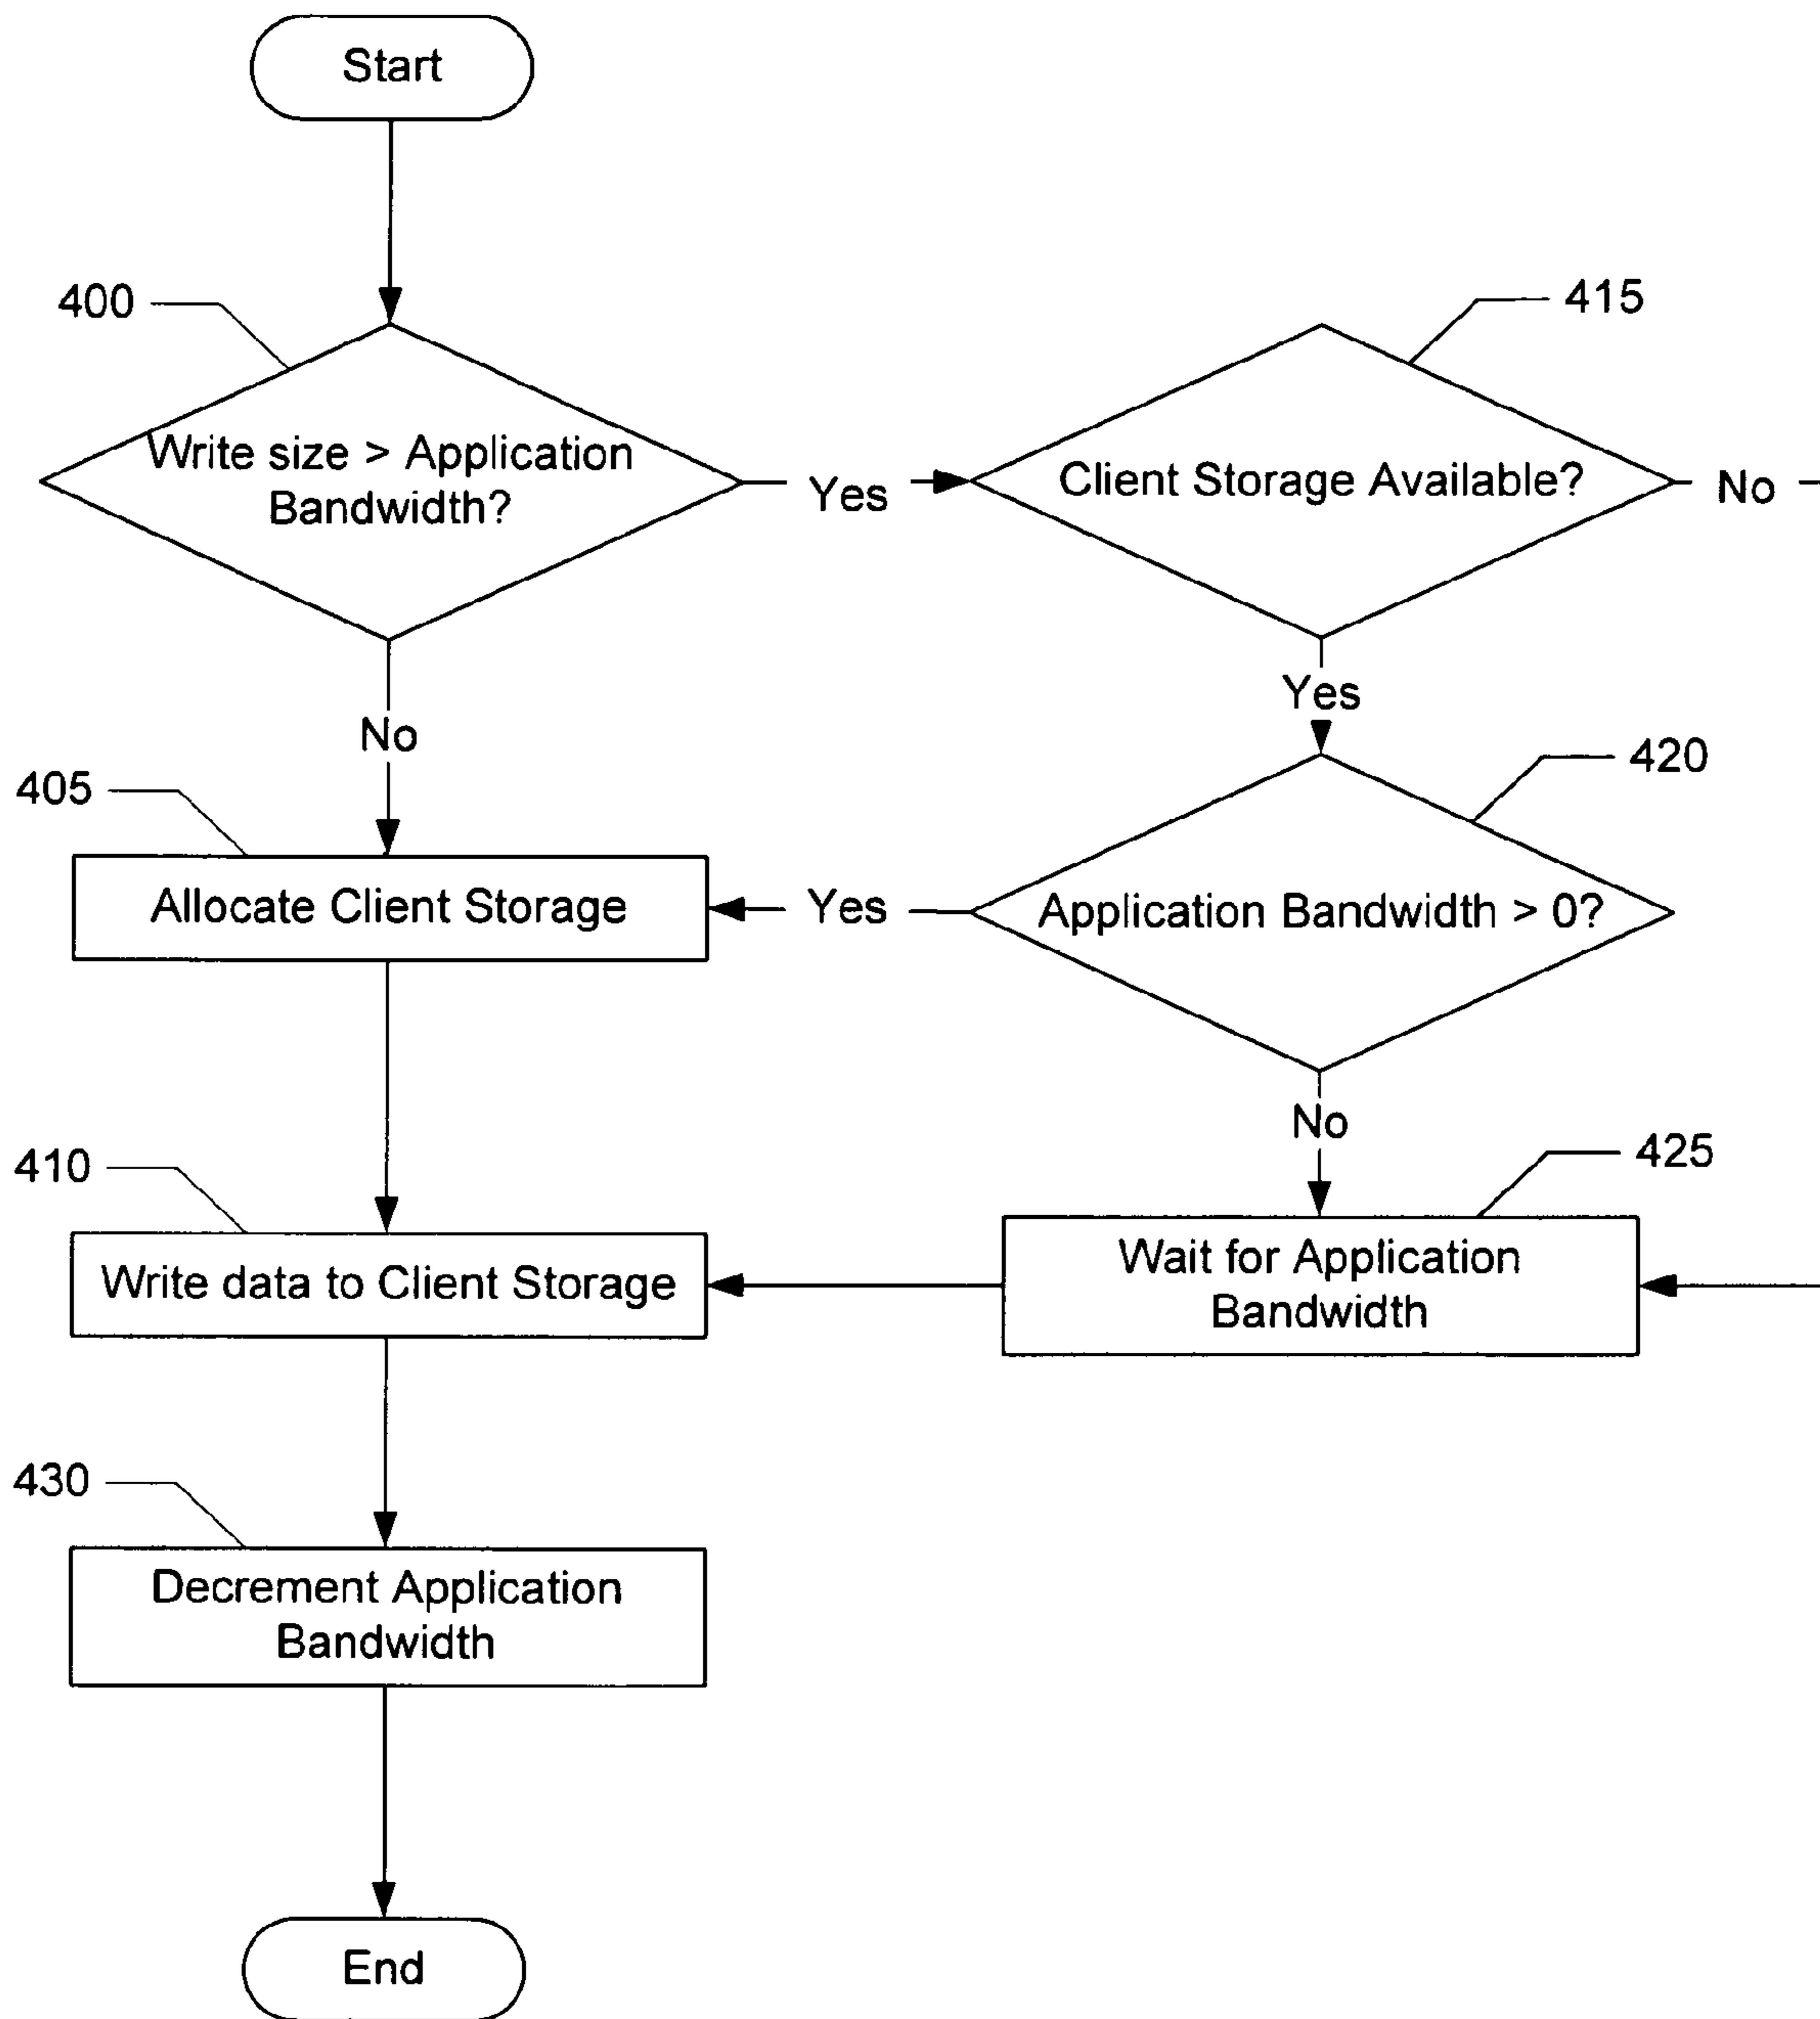 Start
400
415
Write size > Application
Bandwidth?
Yes
Client Storage Available?
No
Yes
No
420
405
Allocate Client Storage
Yes
Application Bandwidth > 0?
No
410
425
Write data to Client Storage
Wait for Application
Bandwidth
430
Decrement Application
Bandwidth
End